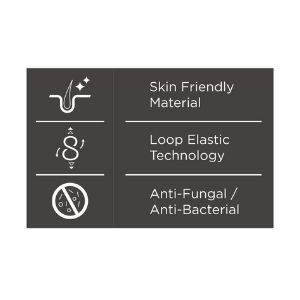 Skin Friendly
Material
Loop Elastic
Technology
Anti-Fungal /
Anti-Bacterial